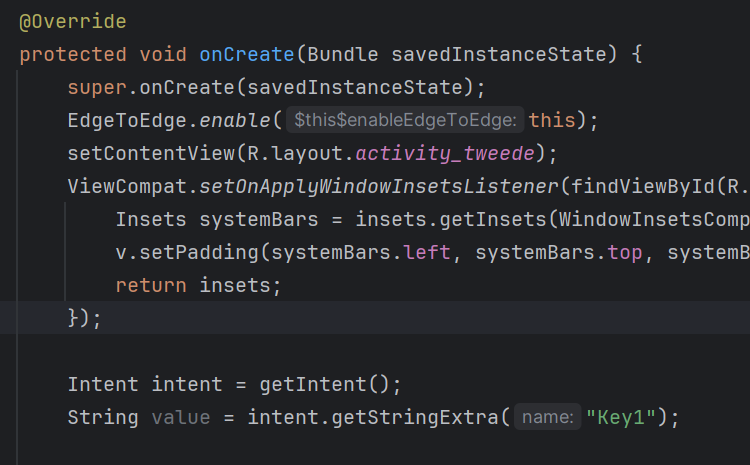 @Override
protected void onCreate(Bundle savedInstanceState) {
super.onCreate(savedInstanceState);
EdgeToEdge.enable( $this$enableEdgeToEdge: this);
setContentView(R.layout.activity_tweede);
ViewCompat.setOnApplyWindowInsetsListener(findViewById(R.
Insets systemBars = insets.getInsets(WindowInsetsComp
v.setPadding(systemBars.left, systemBars.top, systemB
return insets;
});
Intent intent = getIntent();
String value = intent.getStringExtra( name: "Key1");